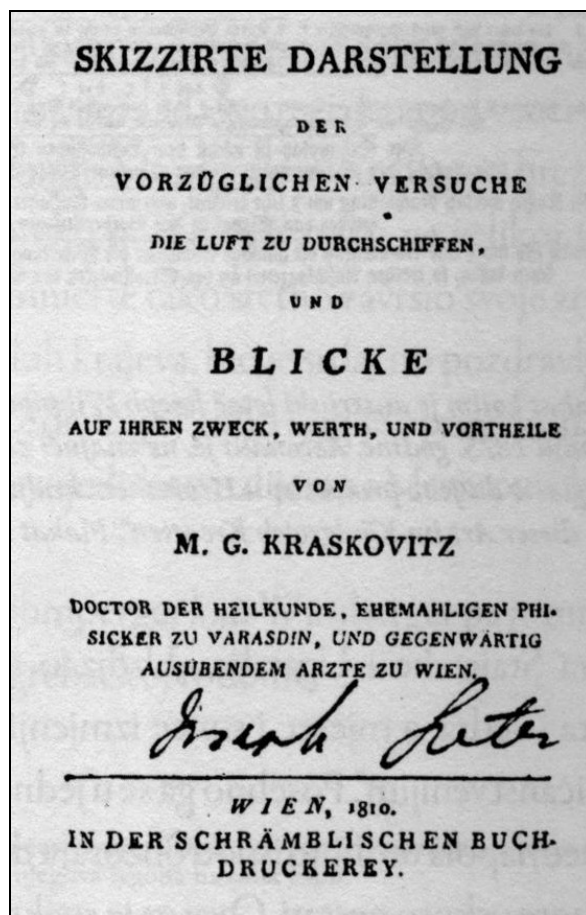 SKIZZIRTE DARSTELLUNG
DER
VORZÜGLICHEN VERSUCHE
DIE LUFT ZU DURCHSCHIFFEN,
UND
BLICKE
AUF IHREN ZWECK, WERTH, UND VORTHEILE
VON
M. G. KRASKOVITZ
DOCTOR DER HEILKUNDE, EHEMAHLIGEN PHI-
SICKER ZU VARASDIN, UND GEGENWÄRTIG
AUSÜBENDEM ARZTE ZU WIEN.
Joseph
WIEN, 1810.
IN DER SCHRÄMBLISCHEN BUCH-
DRUCKEREY.